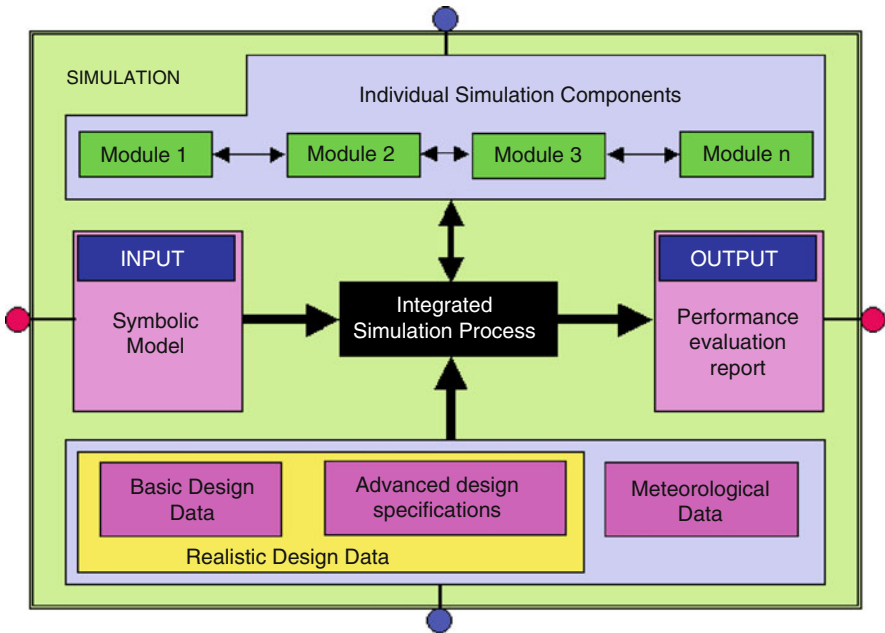 SIMULATION
Individual Simulation Components
Module 1
Module 2
Module 3
Module n
INPUT
Symbolic
Model
Integrated
Simulation Process
OUTPUT
Performance
evaluation
report
Basic Design
Data
Advanced design
specifications
Meteorological
Data
Realistic Design Data